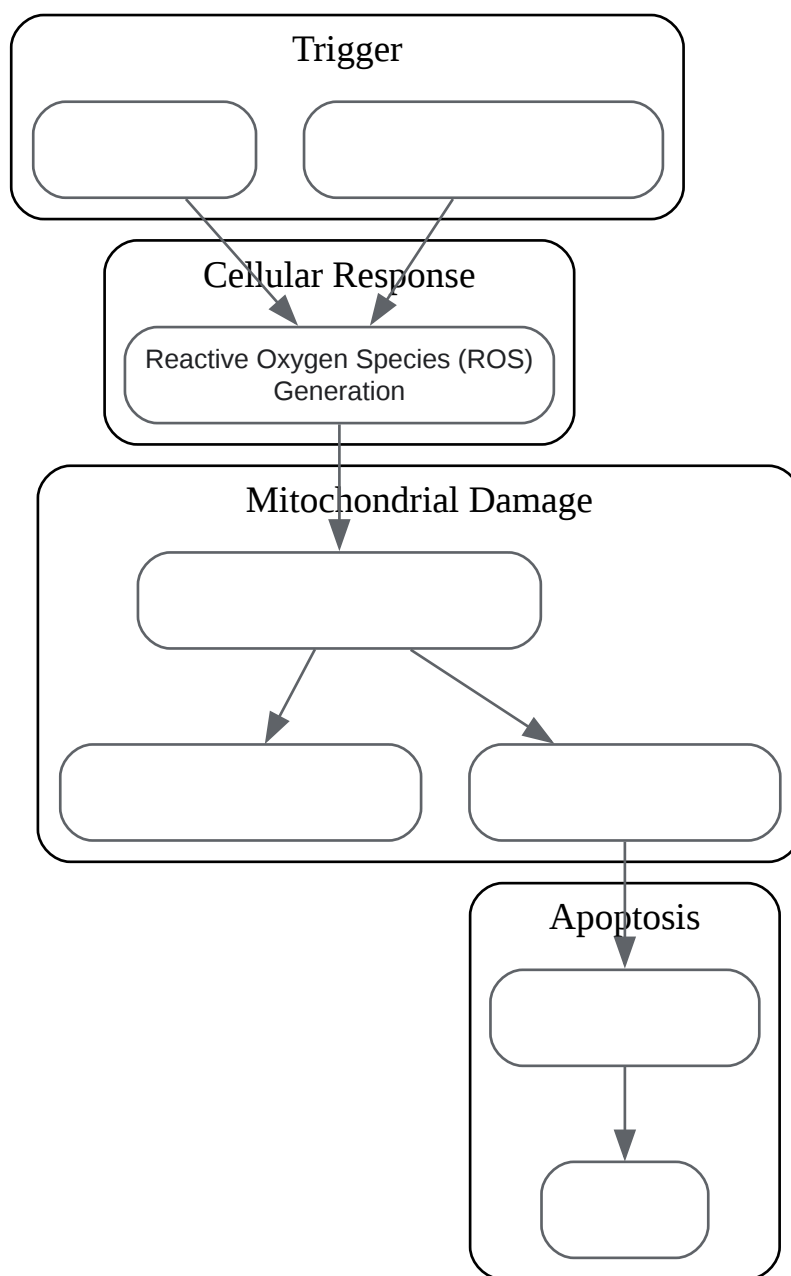 Trigger
Cellular Response
Reactive Oxygen Species (ROS)
Generation
Mitochondrial Damage
Apoptosis